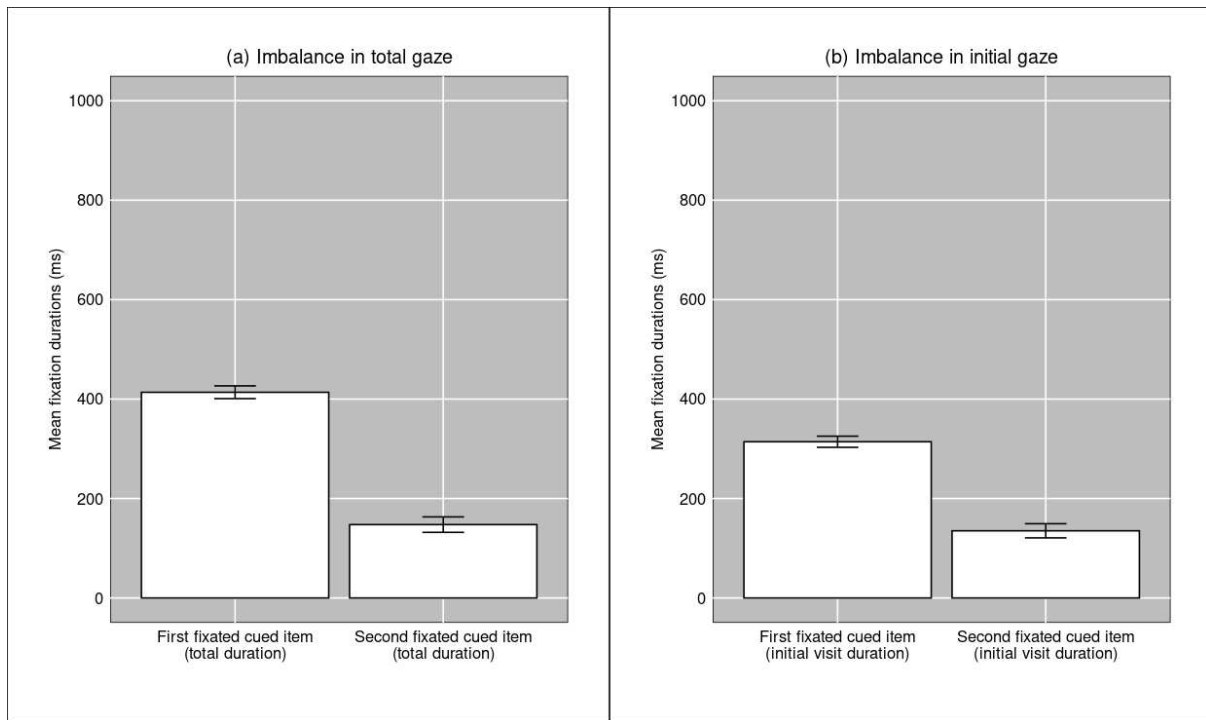 (a) Imbalance in total gaze
Mean fixation durations (ms)
1000
800
600
400
200
0
First fixated cued item
(total duration)
Second fixated cued item
(total duration)
(b) Imbalance in initial gaze
Mean fixation durations (ms)
1000
800
600
400
200
0
First fixated cued item
(initial visit duration)
Second fixated cued item
(initial visit duration)